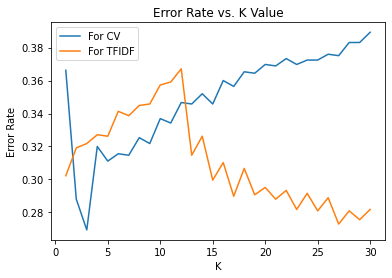 Error Rate vs. K Value
For CV
For TFIDF
Error Rate
0.38
0.36
0.34
0.32
0.30
0.28
0 5 10 15 20 25 30
K